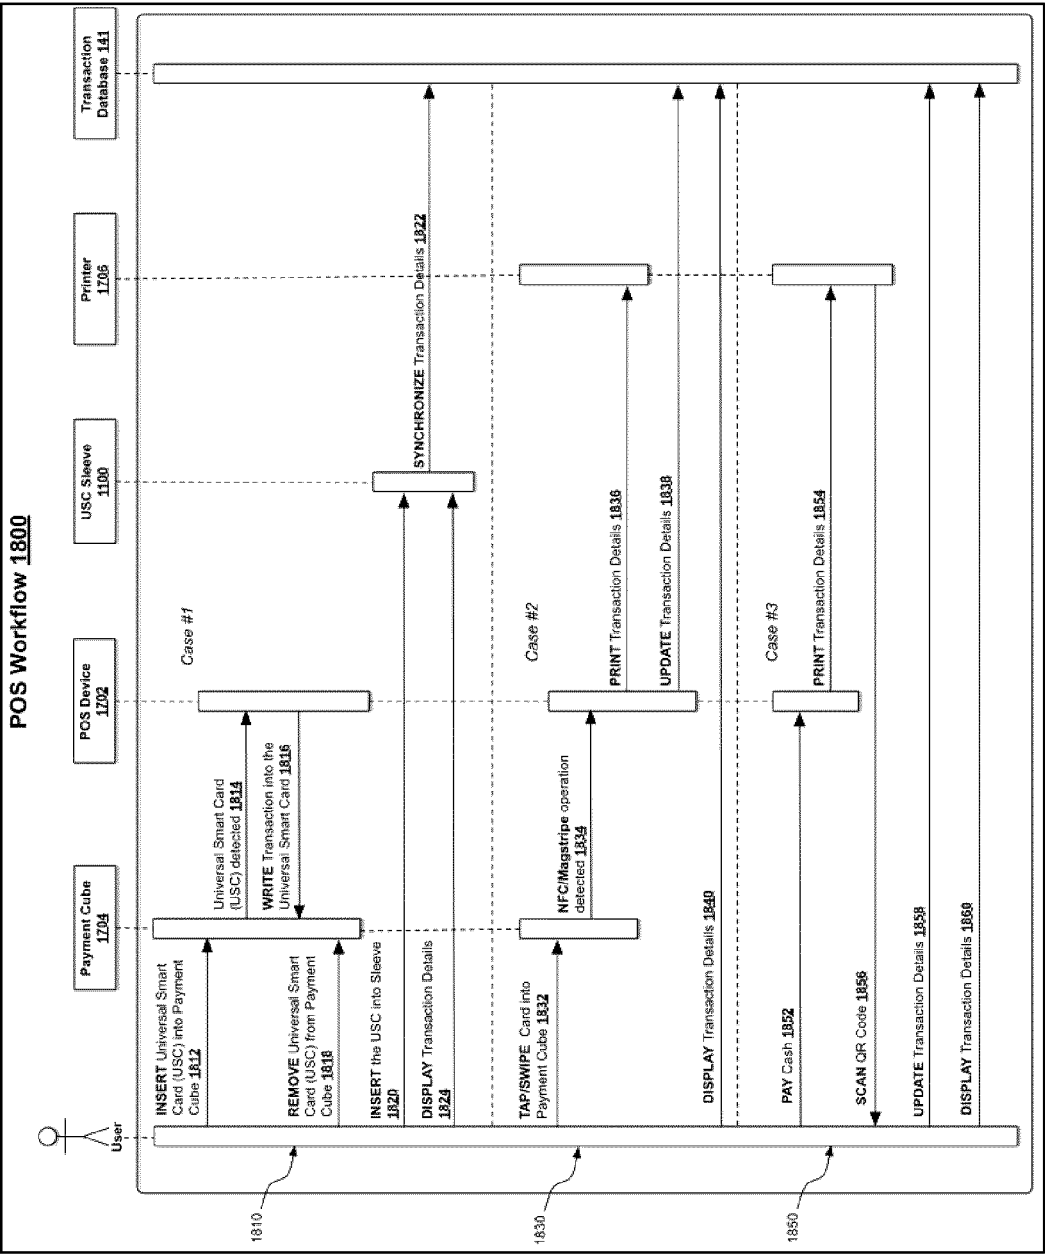 POS Workflow 1800
User
Payment Cube
1704
POS Device
1702
USC Sleeve
1100
Printer
1706
Transaction
Database 141
1810
Case #1
INSERT Universal Smart
Card (USC) into Payment
Cube 1812
Universal Smart Card
(USC) detected 1814
WRITE Transaction into the
Universal Smart Card 1816
REMOVE Universal Smart
Card (USC) from Payment
Cube 1818
INSERT the USC into Sleeve
1820
SYNCHRONIZE Transaction Details 1822
DISPLAY Transaction Details
1824
1830
Case #2
TAP/SWIPE Card into
Payment Cube 1832
NFC/Magstripe operation
detected 1834
PRINT Transaction Details 1836
UPDATE Transaction Details 1838
DISPLAY Transaction Details 1840
1850
Case #3
PAY Cash 1852
PRINT Transaction Details 1854
SCAN QR Code 1856
UPDATE Transaction Details 1858
DISPLAY Transaction Details 1860